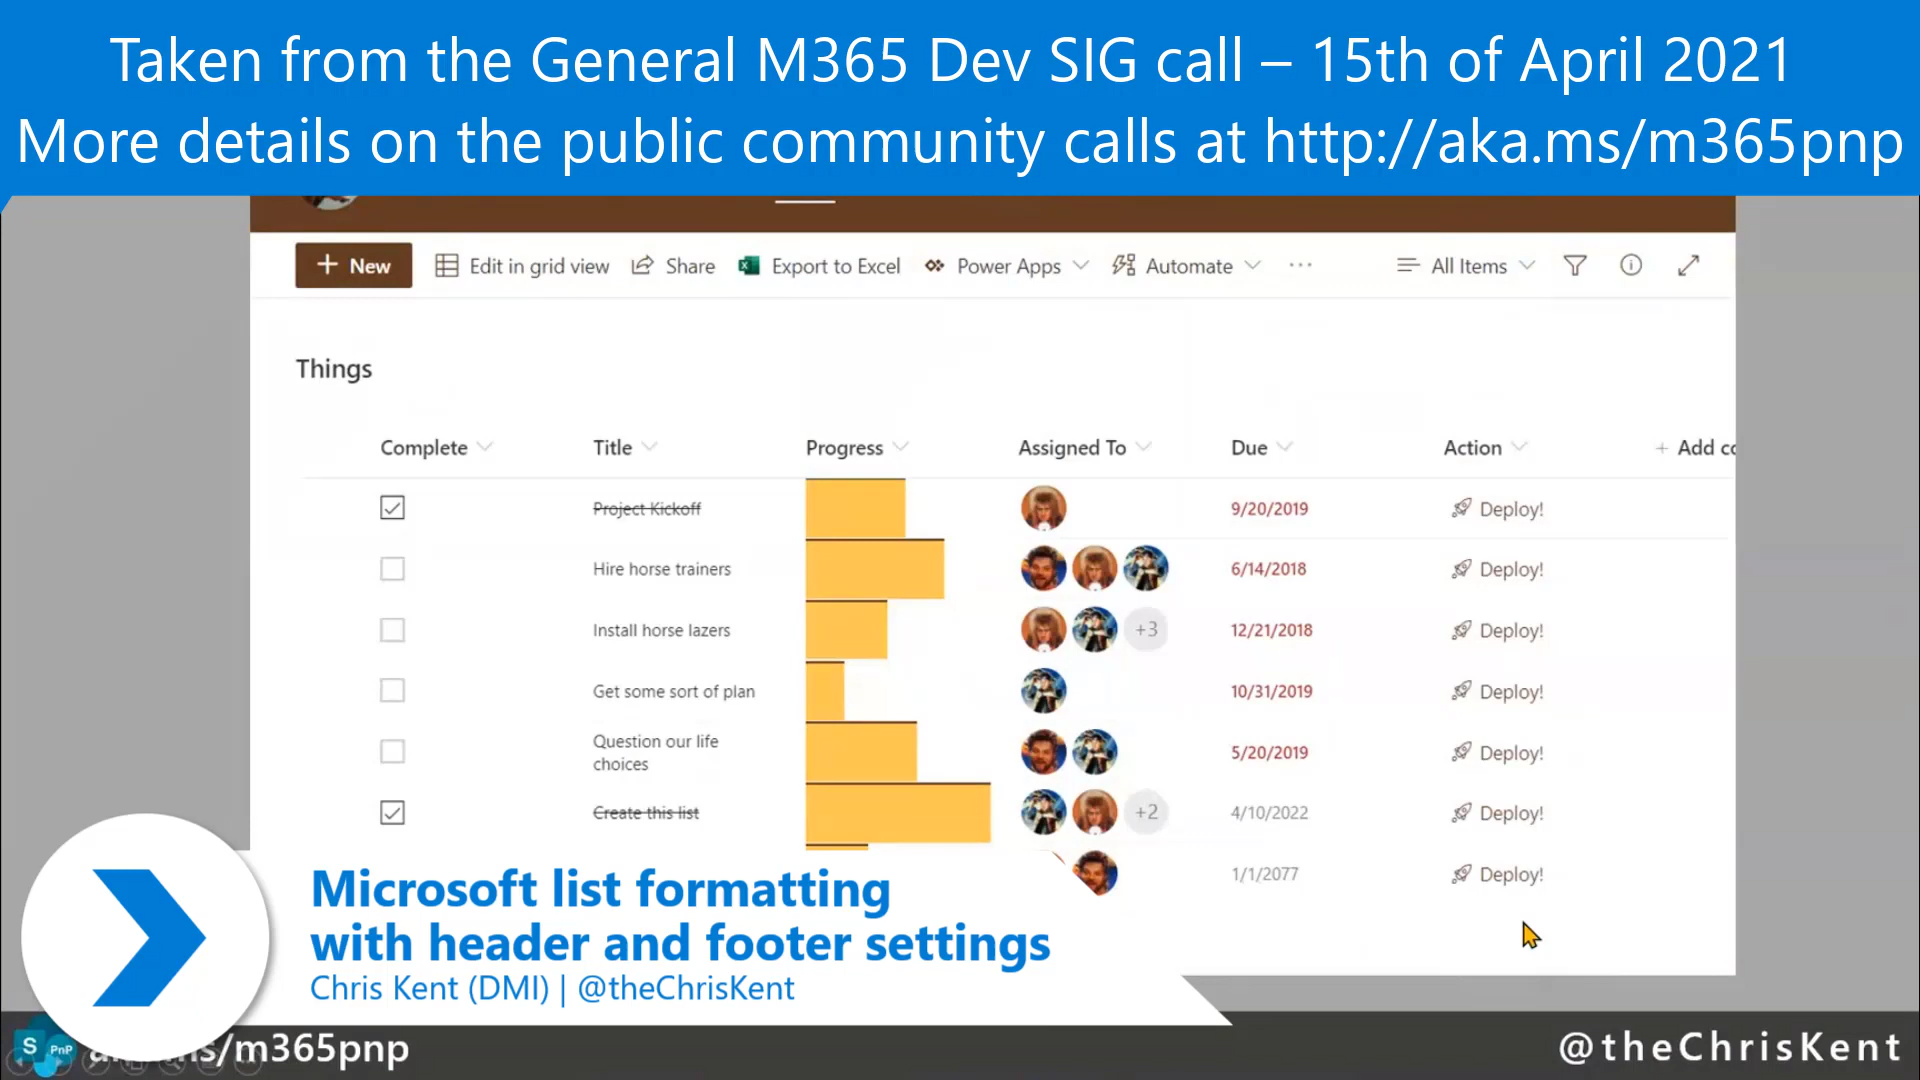 Taken from the General M365 Dev SIG call – 15th of April 2021
More details on the public community calls at http://aka.ms/m365pnp
+ New Edit in grid view Share Export to Excel Power Apps Automate ··· All Items
Things
Complete Title Progress Assigned To Due Action + Add co
Project Kickoff 9/20/2019 Deploy!
Hire horse trainers 6/14/2018 Deploy!
Install horse lazers +3 12/21/2018 Deploy!
Get some sort of plan 10/31/2019 Deploy!
Question our life
choices 5/20/2019 Deploy!
Create this list +2 4/10/2022 Deploy!
1/1/2077 Deploy!
Microsoft list formatting
with header and footer settings
Chris Kent (DMI) | @theChrisKent
S PnP
/m365pnp
@theChrisKent